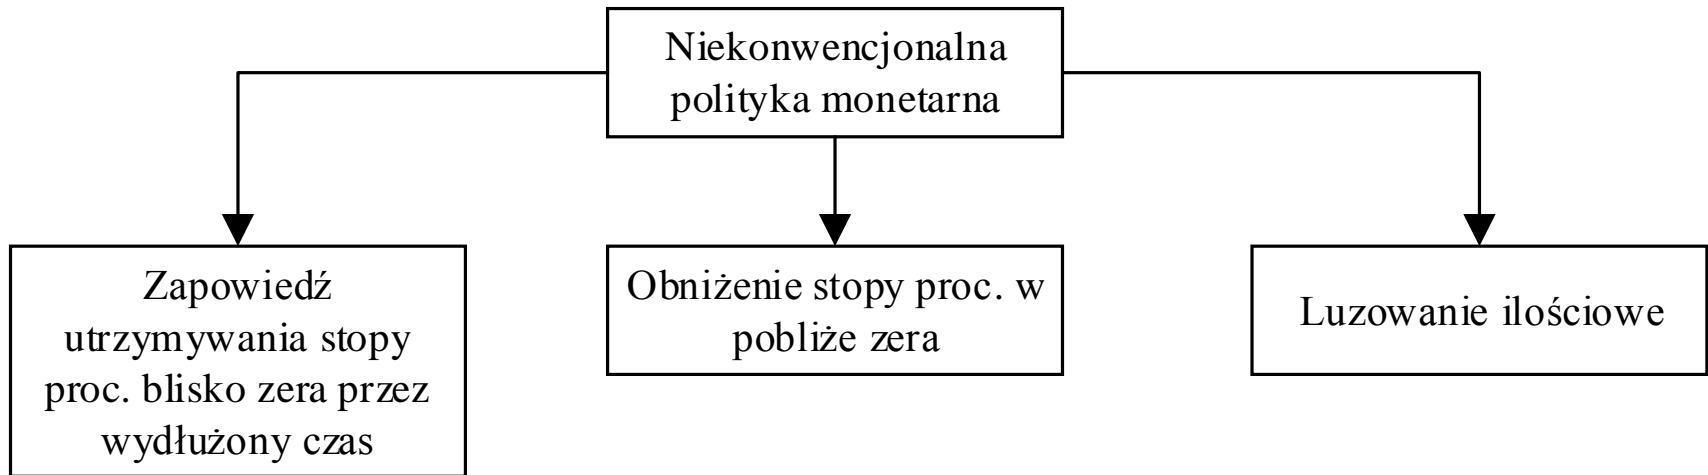 Niekonwencjonalna
polityka monetarna
Zapowiedź
utrzymywania stopy
proc. blisko zera przez
wydłużony czas
Obniżenie stopy proc. w
pobliże zera
Luzowanie ilościowe